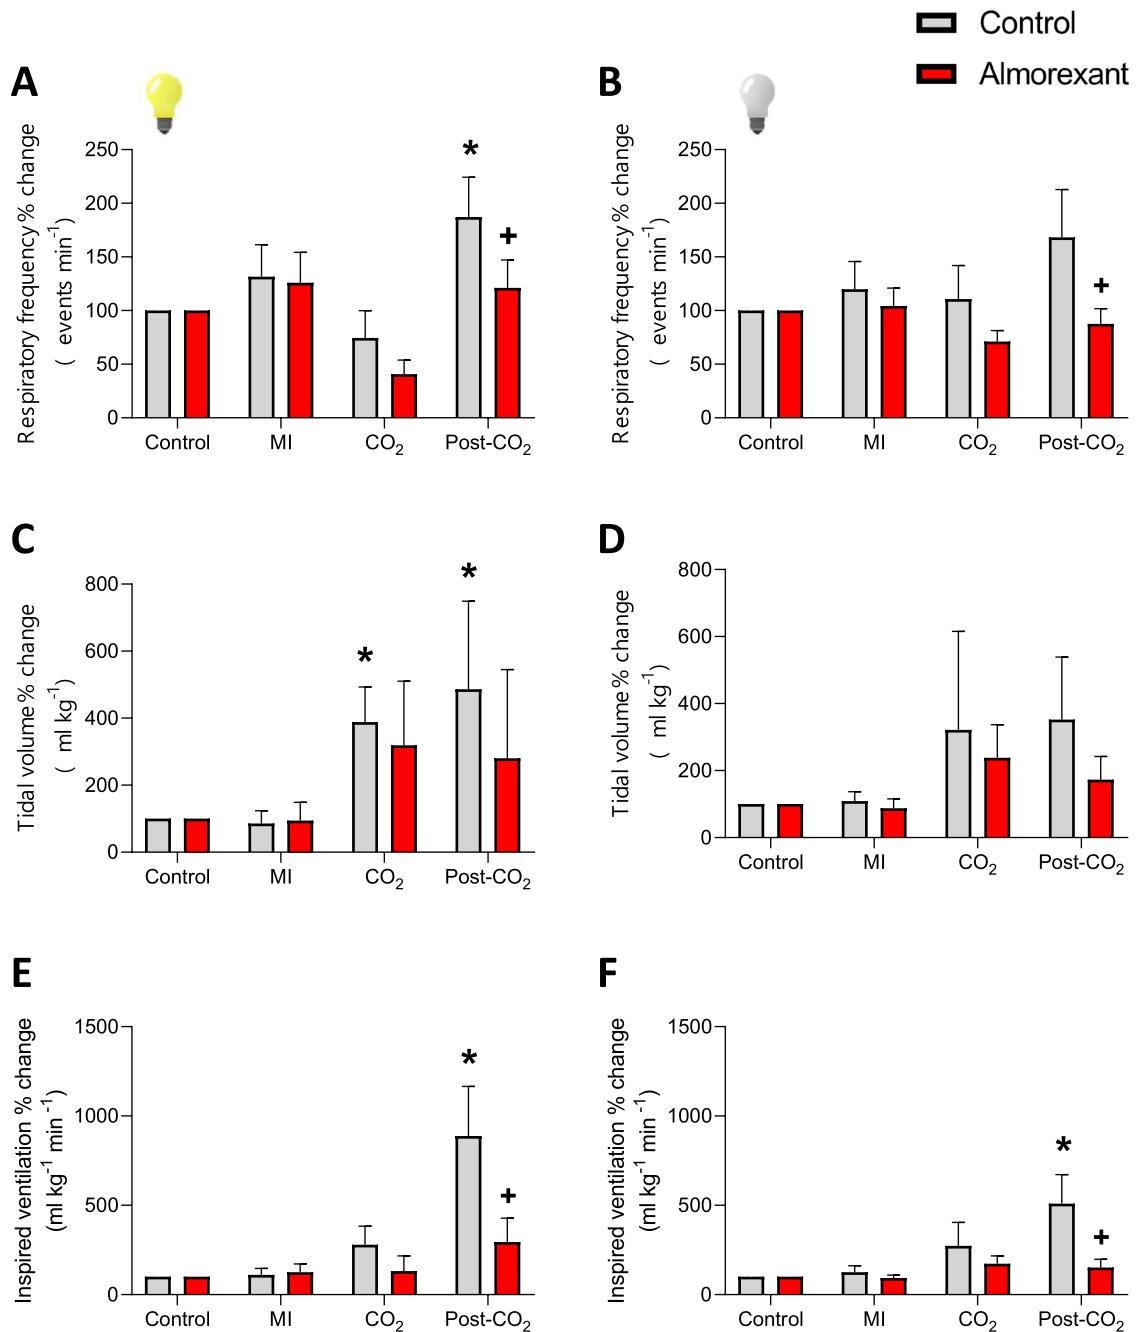 Control
Almorexant
A
Respiratory frequency% change
( events min-1)
250
200
150
100
50
0
*
+
Control MI CO2 Post-CO2
B
Respiratory frequency% change
( events min-1)
250
200
150
100
50
0
+
Control MI CO2 Post-CO2
C
Tidal volume% change
( ml kg-1)
800
600
400
200
0
*
*
Control MI CO2 Post-CO2
D
Tidal volume% change
( ml kg-1)
800
600
400
200
0
Control MI CO2 Post-CO2
E
Inspired ventilation % change
(ml kg-1 min -1)
1500
1000
500
0
*
+
Control MI CO2 Post-CO2
F
Inspired ventilation % change
(ml kg-1 min-1)
1500
1000
500
0
*
+
Control MI CO2 Post-CO2